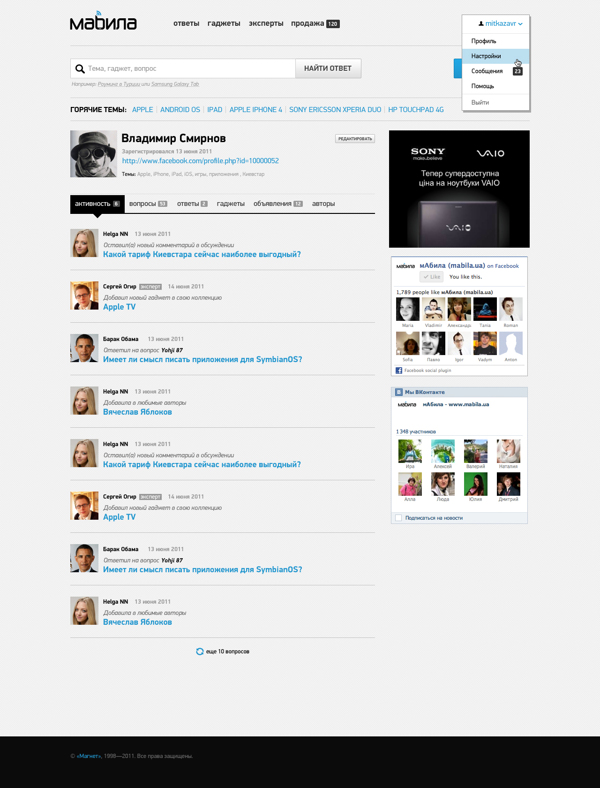 мабила
ответы гаджеты эксперты продажа 120
mitkazavr
Профиль
Настройки
Сообщения 23
Помощь
Выйти
Тема, гаджет, вопрос
НАЙТИ ОТВЕТ
Например: Роуминг в Турции или Samsung Galaxy Tab.
ГОРЯЧИЕ ТЕМЫ: APPLE ANDROID OS IPAD APPLE IPHONE 4 SONY ERICSSON XPERIA DUO HP TOUCHPAD 4G
Владимир Смирнов
РЕДАКТИРОВАТЬ
Зарегистрировался 13 июня 2011
http://www.facebook.com/profile.php?id=10000052
Темы: Apple, iPhone, iPad, iOS, игры, приложения, Киевстар
активность 8 вопросы 93 ответы 2 гаджеты объявления 12 авторы
Helga NN 13 июня 2011
Оставил(а) новый комментарий в обсуждении
Какой тариф Киевстара сейчас наиболее выгодный?
Сергей Огир эксперт 14 июня 2011
Добавил новый гаджет в свою коллекцию
Apple TV
Барак Обама 13 июня 2011
Ответил на вопрос Yohji 87
Имеет ли смысл писать приложения для SymbianOS?
Helga NN 13 июня 2011
Добавила в любимые авторы
Вячеслав Яблоков
Helga NN 13 июня 2011
Оставил(а) новый комментарий в обсуждении
Какой тариф Киевстара сейчас наиболее выгодный?
Сергей Огир эксперт 14 июня 2011
Добавил новый гаджет в свою коллекцию
Apple TV
Барак Обама 13 июня 2011
Ответил на вопрос Yohji 87
Имеет ли смысл писать приложения для SymbianOS?
Helga NN 13 июня 2011
Добавила в любимые авторы
Вячеслав Яблоков
еще 10 вопросов
SONY
make.believe
VAIO
Тепер супердоступна
ціна на ноутбуки VAIO
VAIO
мабила
мАбила (mabila.ua) on Facebook
Like You like this.
1,789 people like мАбила (mabila.ua)
Maria Vladimir Александр Талла Roman
Sofia Павло Igor Vadim Anton
Facebook social plugin
Мы ВКонтакте
мабила мАбила - www.mabila.ua
1 348 участников
Ира Алексей Валерий Наталия
Алла Люда Юлия Дмитрий
Подписаться на новости
© «Магнет», 1998—2011. Все права защищены.